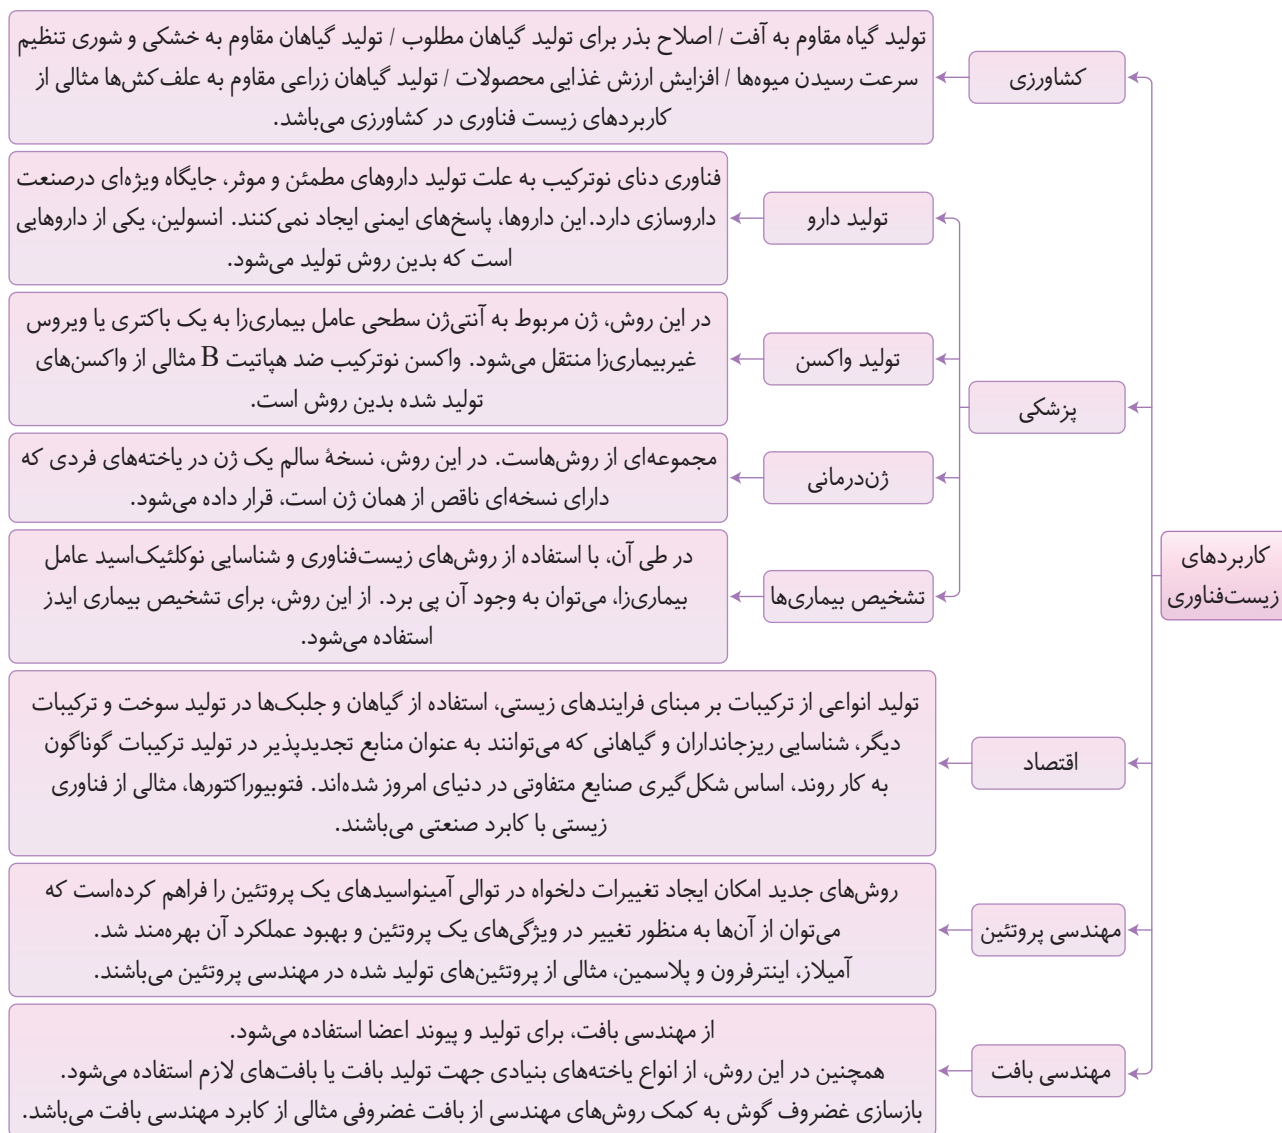 کاربردهای
زیست‌فناوری
کشاورزی
تولید گیاه مقاوم به آفت / اصلاح بذر برای تولید گیاهان مطلوب / تولید گیاهان مقاوم به خشکی و شوری تنظیم
سرعت رسیدن میوه‌ها / افزایش ارزش غذایی محصولات / تولید گیاهان زراعی مقاوم به علف‌کش‌ها مثالی از
کاربردهای زیست فناوری در کشاورزی می‌باشد.
پزشکی
تولید دارو
فناوری دنای نوترکیب به علت تولید داروهای مطمئن و موثر، جایگاه ویژه‌ای درصنعت
داروسازی دارد. این داروها، پاسخ‌های ایمنی ایجاد نمی‌کنند. انسولین، یکی از داروهایی
است که بدین روش تولید می‌شود.
تولید واکسن
در این روش، ژن مربوط به آنتی‌ژن سطحی عامل بیماری‌زا به یک باکتری یا ویروس
غیربیماری‌زا منتقل می‌شود. واکسن نوترکیب ضد هپاتیت B مثالی از واکسن‌های
تولید شده بدین روش است.
ژن‌درمانی
مجموعه‌ای از روش‌هاست. در این روش، نسخهٔ سالم یک ژن در یاخته‌های فردی که
دارای نسخه‌ای ناقص از همان ژن است، قرار داده می‌شود.
تشخیص بیماری‌ها
در طی آن، با استفاده از روش‌های زیست‌فناوری و شناسایی نوکلئیک‌اسید عامل
بیماری‌زا، می‌توان به وجود آن پی برد. از این روش، برای تشخیص بیماری ایدز
استفاده می‌شود.
اقتصاد
تولید انواعی از ترکیبات بر مبنای فرایندهای زیستی، استفاده از گیاهان و جلبک‌ها در تولید سوخت و ترکیبات
دیگر، شناسایی ریزجانداران و گیاهانی که می‌توانند به عنوان منابع تجدیدپذیر در تولید ترکیبات گوناگون
به کار روند، اساس شکل‌گیری صنایع متفاوتی در دنیای امروز شده‌اند. فتوبیوراکتورها، مثالی از فناوری
زیستی با کابرد صنعتی می‌باشند.
مهندسی پروتئین
روش‌های جدید امکان ایجاد تغییرات دلخواه در توالی آمینواسیدهای یک پروتئین را فراهم کرده‌است که
می‌توان از آن‌ها به منظور تغییر در ویژگی‌های یک پروتئین و بهبود عملکرد آن بهره‌مند شد.
آمیلاز، اینترفرون و پلاسمین، مثالی از پروتئین‌های تولید شده در مهندسی پروتئین می‌باشند.
مهندسی بافت
از مهندسی بافت، برای تولید و پیوند اعضا استفاده می‌شود.
همچنین در این روش، از انواع یاخته‌های بنیادی جهت تولید بافت یا بافت‌های لازم استفاده می‌شود.
بازسازی غضروف گوش به کمک روش‌های مهندسی از بافت غضروفی مثالی از کابرد مهندسی بافت می‌باشد.